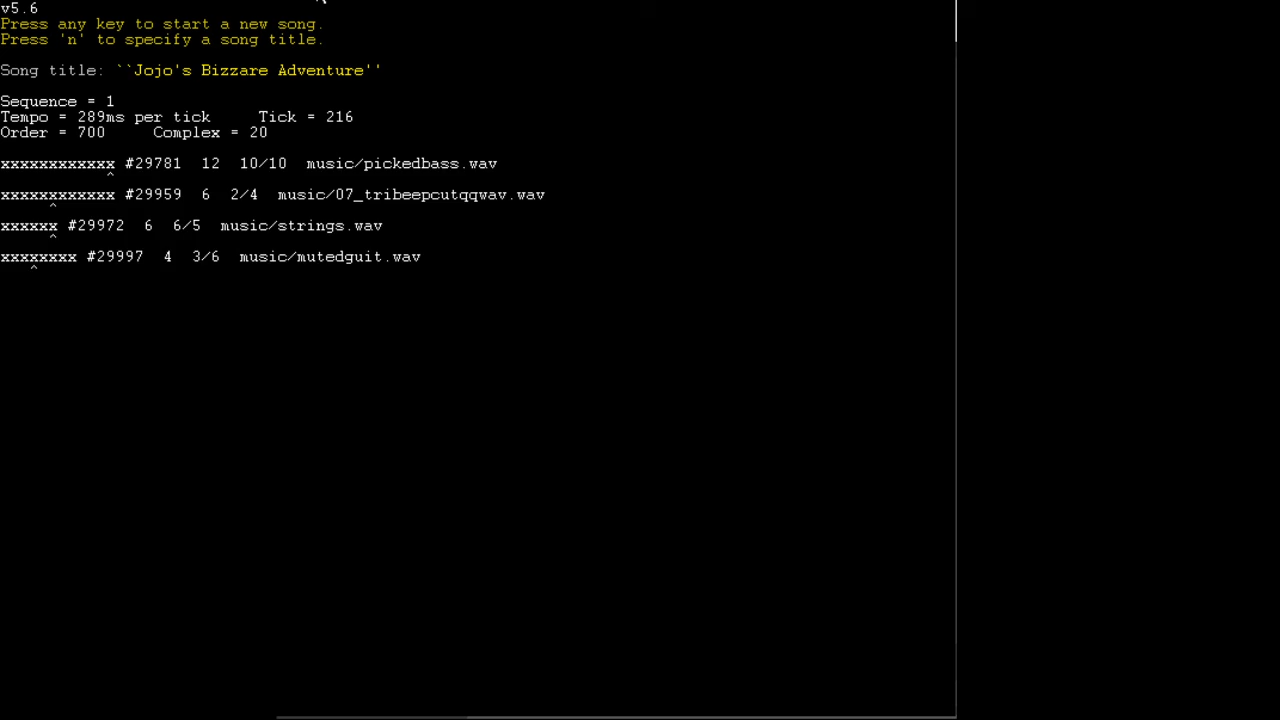 v5.6
Press any key to start a new song.
Press 'n' to specify a song title.
Song title: ``Jojo's Bizzare Adventure''
Sequence = 1
Tempo = 289ms per tick     Tick = 216
Order = 700     Complex = 20
xxxxxxxxxxxx #29781  12  10/10  music/pickedbass.wav
^
xxxxxxxxxxxx #29959  6  2/4  music/07_tribeepcutqqwav.wav
^
xxxxxx #29972  6  6/5  music/strings.wav
^
xxxxxxxx #29997  4  3/6  music/mutedguit.wav
^